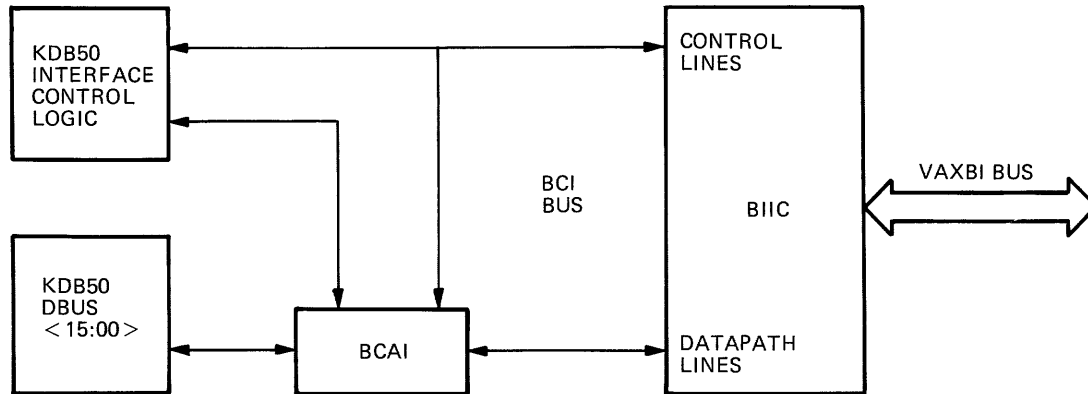 KDB50
INTERFACE
CONTROL
LOGIC
CONTROL
LINES
BCI
BUS
BIIC
VAXBI BUS
KDB50
DBUS
<15:00>
BCAI
DATAPATH
LINES